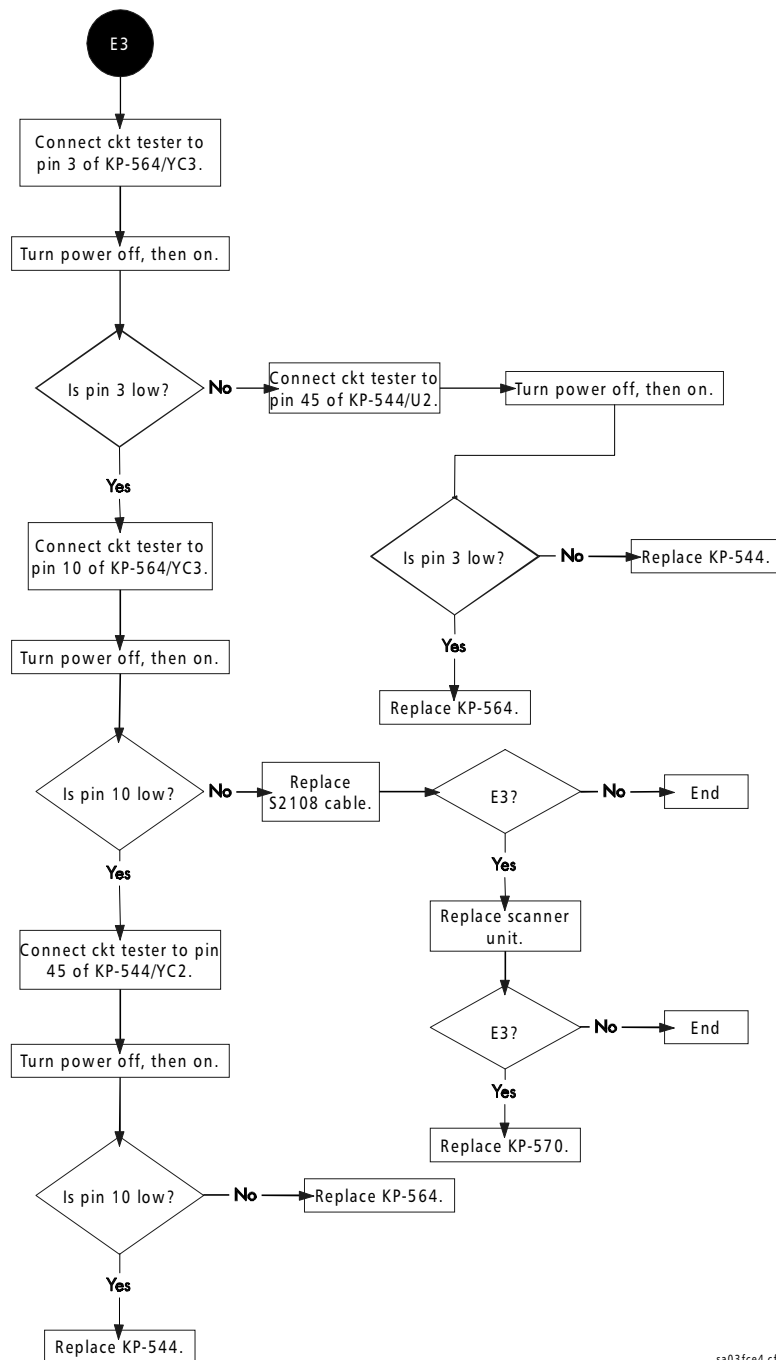 E3
Connect ckt tester to
pin 3 of KP-564/YC3.
Turn power off, then on.
Is pin 3 low?
No
Connect ckt tester to
pin 45 of KP-544/U2.
Turn power off, then on.
Yes
Is pin 3 low?
No
Replace KP-544.
Yes
Replace KP-564.
Connect ckt tester to
pin 10 of KP-564/YC3.
Turn power off, then on.
Is pin 10 low?
No
Replace
S2108 cable.
E3?
No
End
Yes
Replace scanner
unit.
E3?
No
End
Yes
Replace KP-570.
Yes
Connect ckt tester to pin
45 of KP-544/YC2.
Turn power off, then on.
Is pin 10 low?
No
Replace KP-564.
Yes
Replace KP-544.